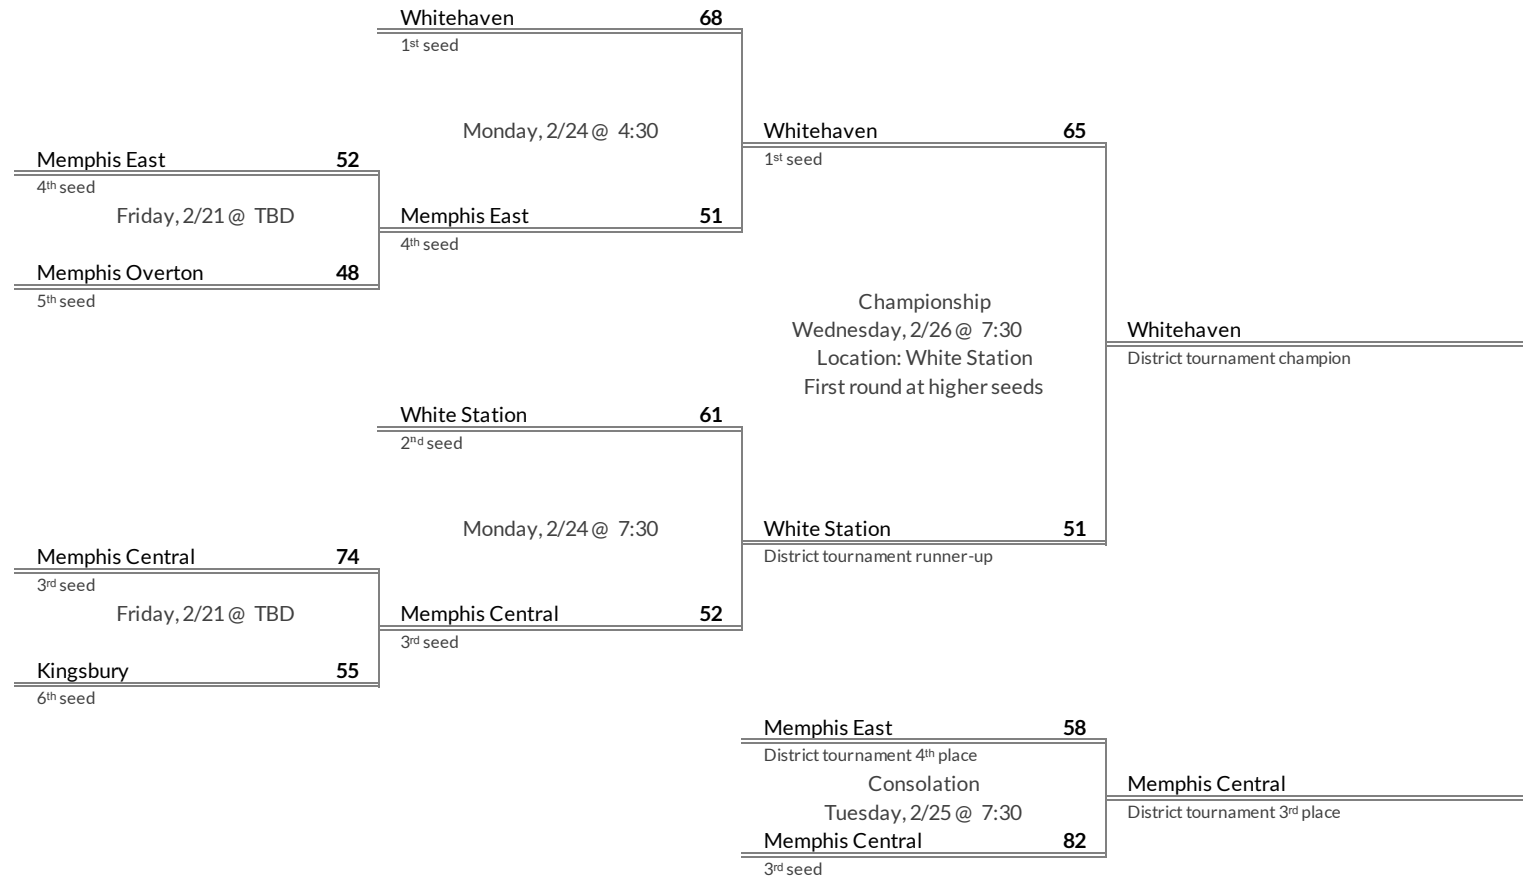 Whitehaven 68
1st seed
Monday, 2/24 @ 4:30
Memphis East 52
4th seed
Friday, 2/21 @ TBD
Memphis Overton 48
5th seed
Memphis East 51
4th seed
Whitehaven 65
1st seed
Championship
Wednesday, 2/26 @ 7:30
Location: White Station
First round at higher seeds
Whitehaven
District tournament champion
White Station 61
2nd seed
Monday, 2/24 @ 7:30
Memphis Central 74
3rd seed
Friday, 2/21 @ TBD
Kingsbury 55
6th seed
Memphis Central 52
3rd seed
White Station 51
District tournament runner-up
Memphis East 58
District tournament 4th place
Consolation
Tuesday, 2/25 @ 7:30
Memphis Central 82
3rd seed
Memphis Central
District tournament 3rd place